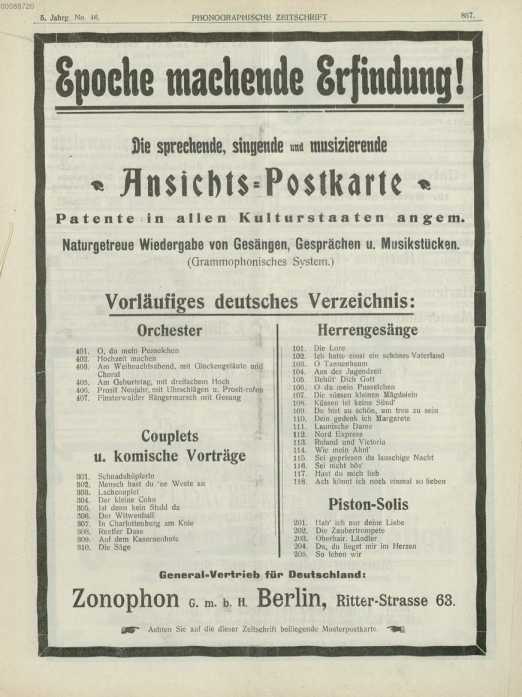 00088720
5. Jahrg. No. 46.
PHONOGRAPHISCHE ZEITSCHRIFT
857.
Epoche machende Erfindung!
Die sprechende, singende und musizierende
Ansichts=Postkarte
Patente in allen Kulturstaaten angem.
Naturgetreue Wiedergabe von Gesängen, Gesprächen u. Musikstücken.
(Grammophonisches System.)
Vorläufiges deutsches Verzeichnis:
Orchester
401. O, du mein Pusselchen
402. Hochzeit machen
403. Am Weihnachtsabend, mit Glockengeläute und
Choral
405. Am Geburtstag, mit dreifachem Hoch
406. Prosit Neujahr, mit Uhrschlägen u. Prosit-rufen
407. Finsterwalder Sängermarsch mit Gesang
Couplets
u. komische Vorträge
301. Schnadahüpferln
302. Mensch hast du 'ne Weste an
303. Lachcouplet
304. Der kleine Cohn
305. Ist denn kein Stuhl da
306. Der Witwenball
307. In Charlottenburg am Knie
308. Reetler Duse
309. Auf dem Kasernenhofe
310. Die Säge
Herrengesänge
101. Die Lore
102. Ich hatte einst ein schönes Vaterland
103. O Tannenbaum
104. Aus der Jugendzeit
105. Behüt' Dich Gott
106. O du mein Pusselchen
107. Die süssen kleinen Mägdelein
108. Küssen ist keine Sünd'
109. Du bist zu schön, um treu zu sein
110. Dein gedenk ich Margarete
111. Launische Dame
112. Nord Express
113. Roland und Victoria
114. Wie mein Ahnl'
115. Sei gepriesen du lauschige Nacht
116. Sei nicht bös'
117. Hast du mich lieb
118. Ach könnt ich noch einmal so lieben
Piston-Solis
201. Hab' ich nur deine Liebe
202. Die Zaubertrompete
203. Oberbair. Ländler
204. Du, du liegst mir im Herzen
205. So leben wir
General-Vertrieb für Deutschland:
Zonophon G. m. b. H. Berlin, Ritter-Strasse 63.
Achten Sie auf die dieser Zeitschrift beiliegende Musterpostkarte.